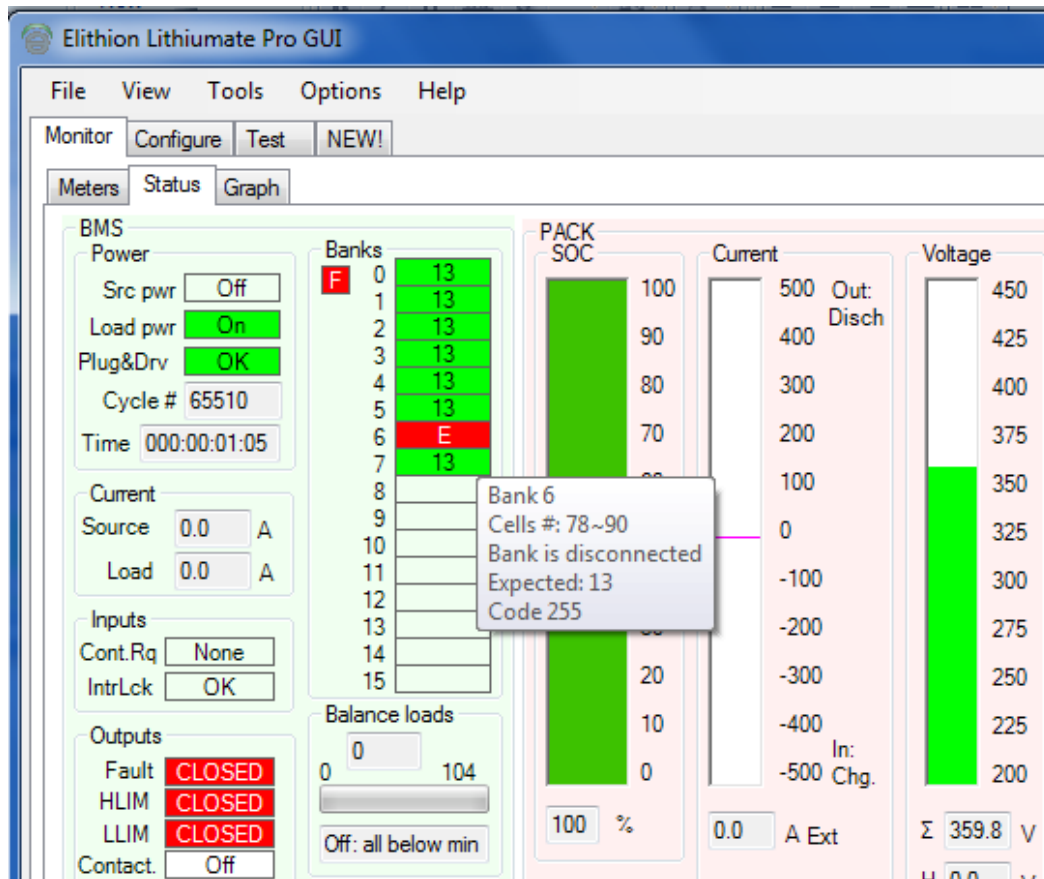 Elithion Lithiumate Pro GUI
File View Tools Options Help
Monitor Configure Test NEW!
Meters Status Graph
BMS
Power
Src pwr Off
Load pwr On
Plug&Drv OK
Cycle # 65510
Time 000:00:01:05
Current
Source 0.0 A
Load 0.0 A
Inputs
Cont.Rq None
IntrLck OK
Outputs
Fault CLOSED
HLIM CLOSED
LLIM CLOSED
Contact. Off
Banks
F 0 13
1 13
2 13
3 13
4 13
5 13
6 E
7 13
8
9
10
11
12
13
14
15
Bank 6
Cells #: 78~90
Bank is disconnected
Expected: 13
Code 255
Balance loads
0
0 104
Off: all below min
PACK
SOC
100
90
80
70
20
10
0
100 %
Current
500 Out:
Disch
400
300
200
100
0
-100
-200
-300
-400
In:
-500 Chg.
0.0 A Ext
Voltage
450
425
400
375
350
325
300
275
250
225
200
Σ 359.8 V